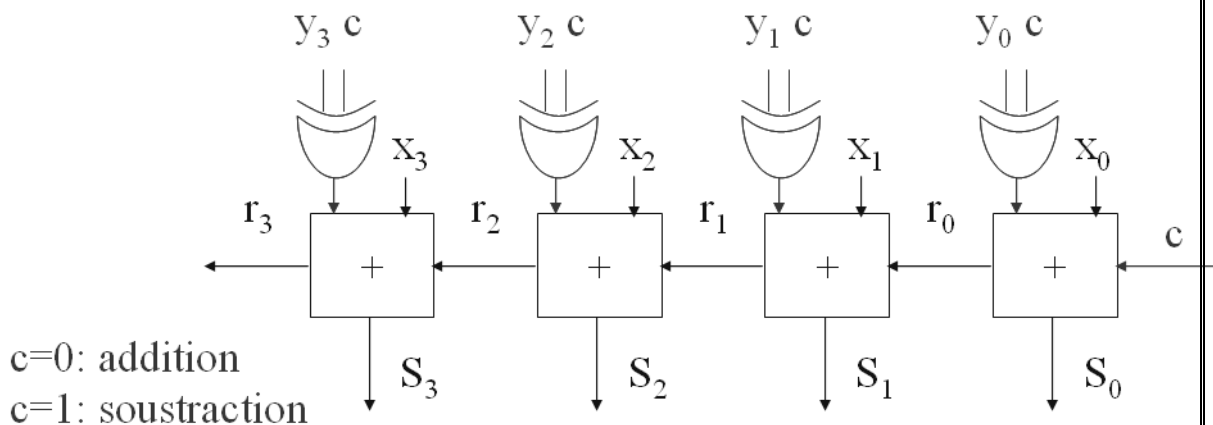 y₃ c y₂ c y₁ c y₀ c
x₃ x₂ x₁ x₀
r₃ r₂ r₁ r₀ c
+ + + +
S₃ S₂ S₁ S₀
c=0: addition
c=1: soustraction